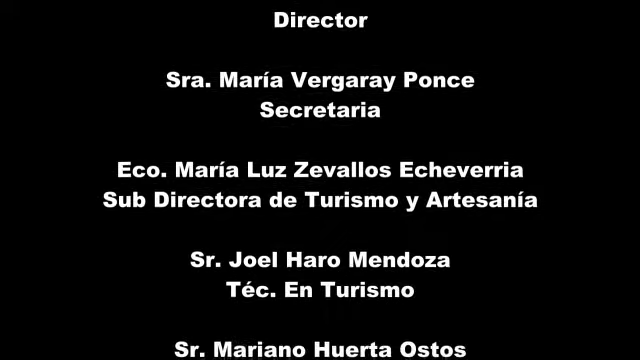 Director
Sra. María Vergaray Ponce
Secretaria
Eco. María Luz Zevallos Echeverria
Sub Directora de Turismo y Artesanía
Sr. Joel Haro Mendoza
Téc. En Turismo
Sr. Mariano Huerta Ostos